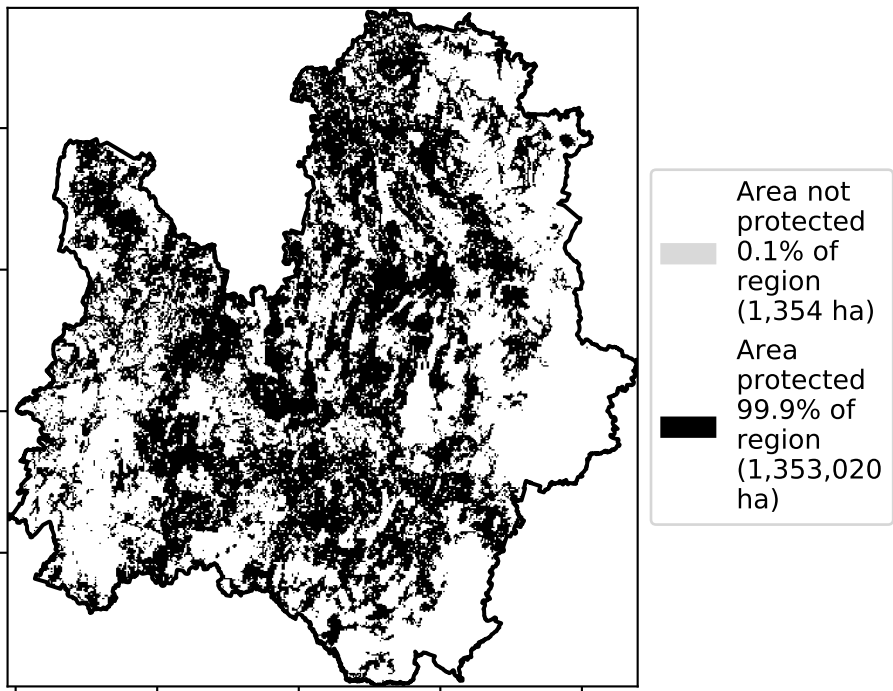 Area not
protected
0.1% of
region
(1,354 ha)
Area
protected
99.9% of
region
(1,353,020
ha)